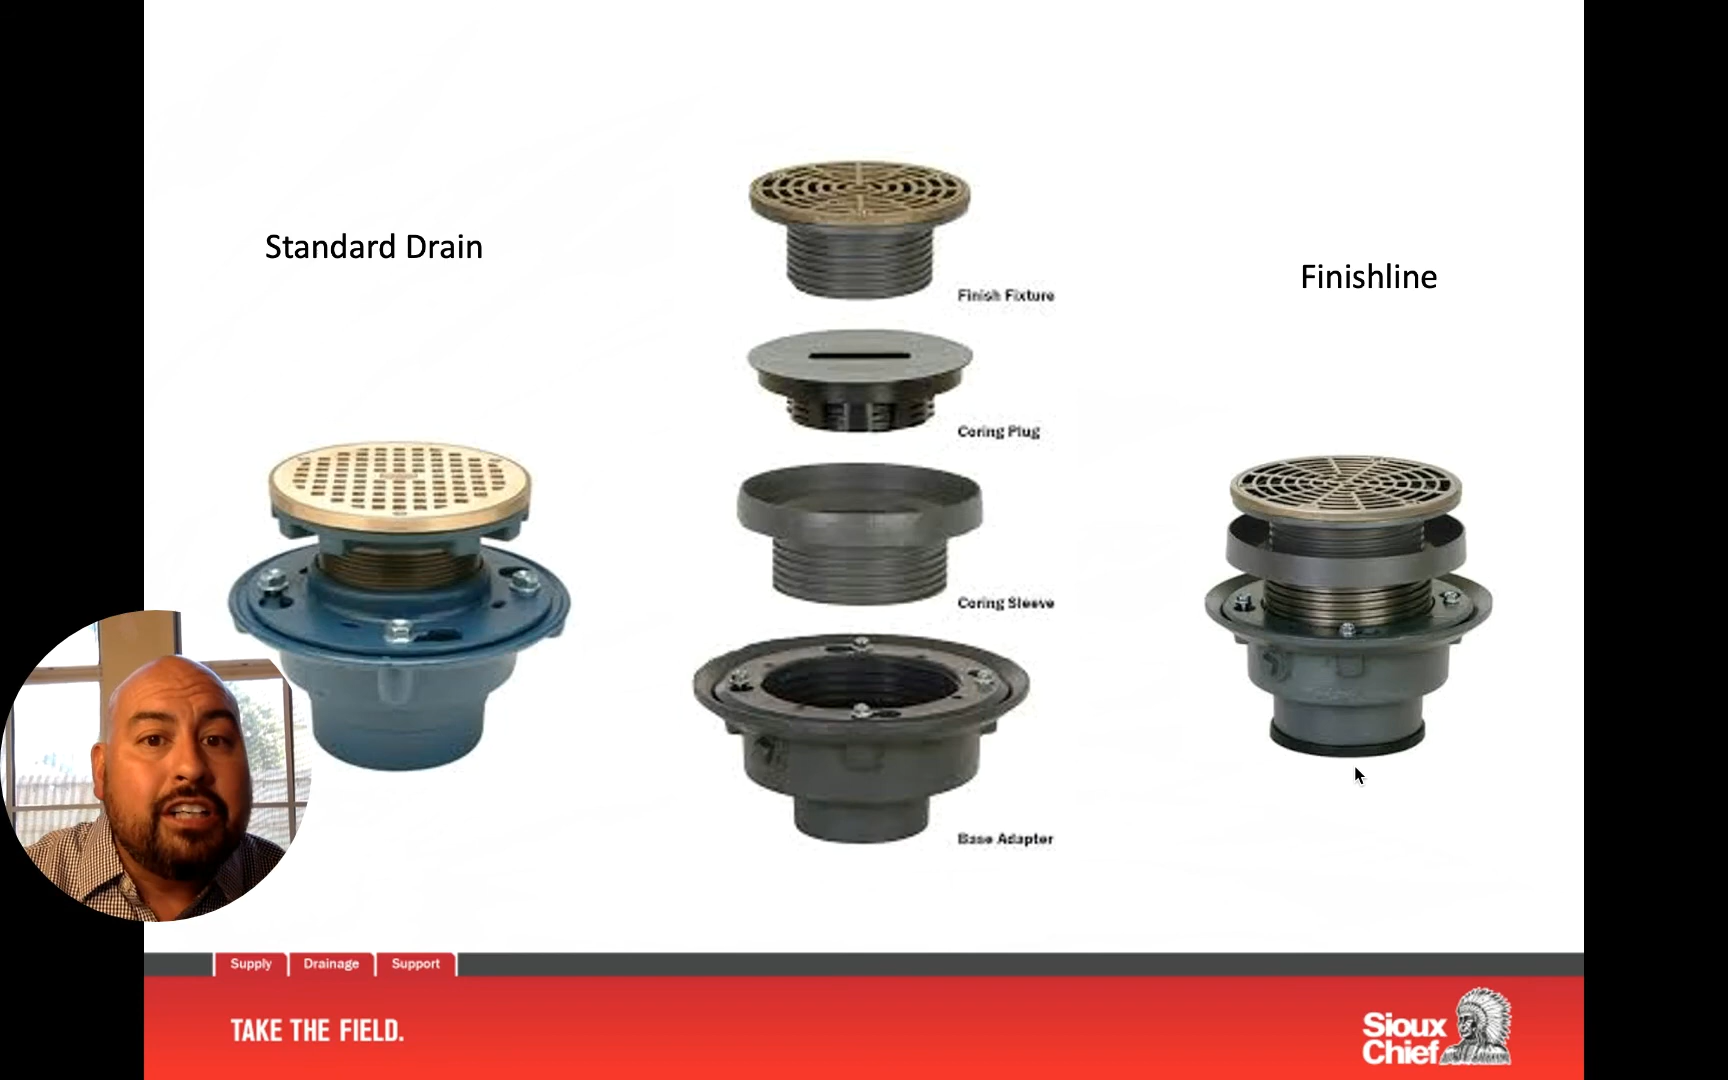 Standard Drain
Finishline
Finish Fixture
Coring Plug
Coring Sleeve
Base Adapter
Supply
Drainage
Support
TAKE THE FIELD.
Sioux
Chief